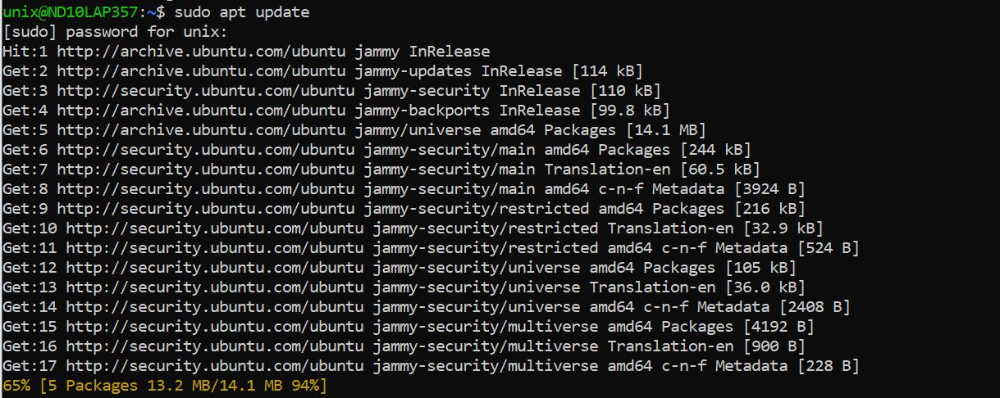 unix@ND10LAP357:~$ sudo apt update
[sudo] password for unix:
Hit:1 http://archive.ubuntu.com/ubuntu jammy InRelease
Get:2 http://archive.ubuntu.com/ubuntu jammy-updates InRelease [114 kB]
Get:3 http://security.ubuntu.com/ubuntu jammy-security InRelease [110 kB]
Get:4 http://archive.ubuntu.com/ubuntu jammy-backports InRelease [99.8 kB]
Get:5 http://archive.ubuntu.com/ubuntu jammy/universe amd64 Packages [14.1 MB]
Get:6 http://security.ubuntu.com/ubuntu jammy-security/main amd64 Packages [244 kB]
Get:7 http://security.ubuntu.com/ubuntu jammy-security/main Translation-en [60.5 kB]
Get:8 http://security.ubuntu.com/ubuntu jammy-security/main amd64 c-n-f Metadata [3924 B]
Get:9 http://security.ubuntu.com/ubuntu jammy-security/restricted amd64 Packages [216 kB]
Get:10 http://security.ubuntu.com/ubuntu jammy-security/restricted Translation-en [32.9 kB]
Get:11 http://security.ubuntu.com/ubuntu jammy-security/restricted amd64 c-n-f Metadata [524 B]
Get:12 http://security.ubuntu.com/ubuntu jammy-security/universe amd64 Packages [105 kB]
Get:13 http://security.ubuntu.com/ubuntu jammy-security/universe Translation-en [36.0 kB]
Get:14 http://security.ubuntu.com/ubuntu jammy-security/universe amd64 c-n-f Metadata [2408 B]
Get:15 http://security.ubuntu.com/ubuntu jammy-security/multiverse amd64 Packages [4192 B]
Get:16 http://security.ubuntu.com/ubuntu jammy-security/multiverse Translation-en [900 B]
Get:17 http://security.ubuntu.com/ubuntu jammy-security/multiverse amd64 c-n-f Metadata [228 B]
65% [5 Packages 13.2 MB/14.1 MB 94%]